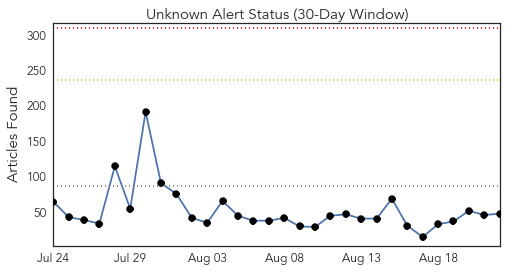 Unknown Alert Status (30-Day Window)
Articles Found
300
250
200
150
100
50
Jul 24
Jul 29
Aug 03
Aug 08
Aug 13
Aug 18